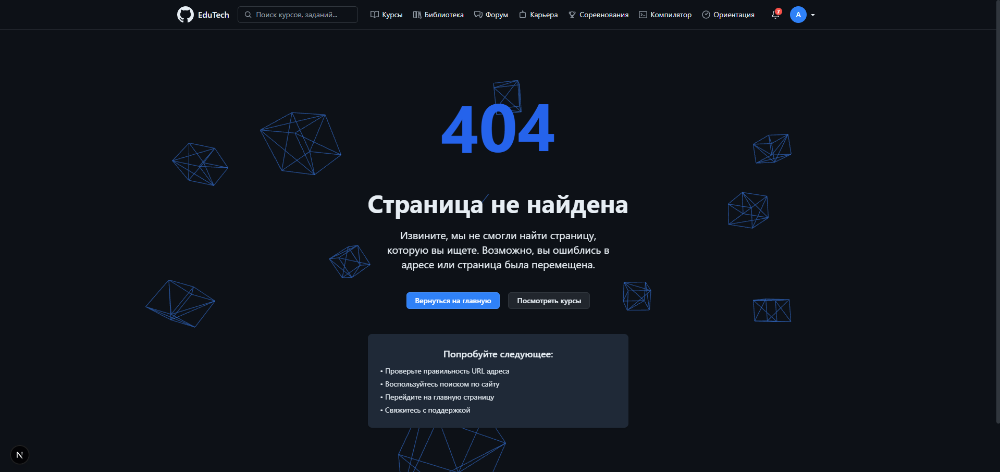 EduTech
Поиск курсов, заданий...
Курсы
Библиотека
Форум
Карьера
Соревнования
Компилятор
Ориентация
7
A
404
Страница не найдена
Извините, мы не смогли найти страницу,
которую вы ищете. Возможно, вы ошиблись в
адресе или страница была перемещена.
Вернуться на главную
Посмотреть курсы
Попробуйте следующее:
• Проверьте правильность URL адреса
• Воспользуйтесь поиском по сайту
• Перейдите на главную страницу
• Свяжитесь с поддержкой
N